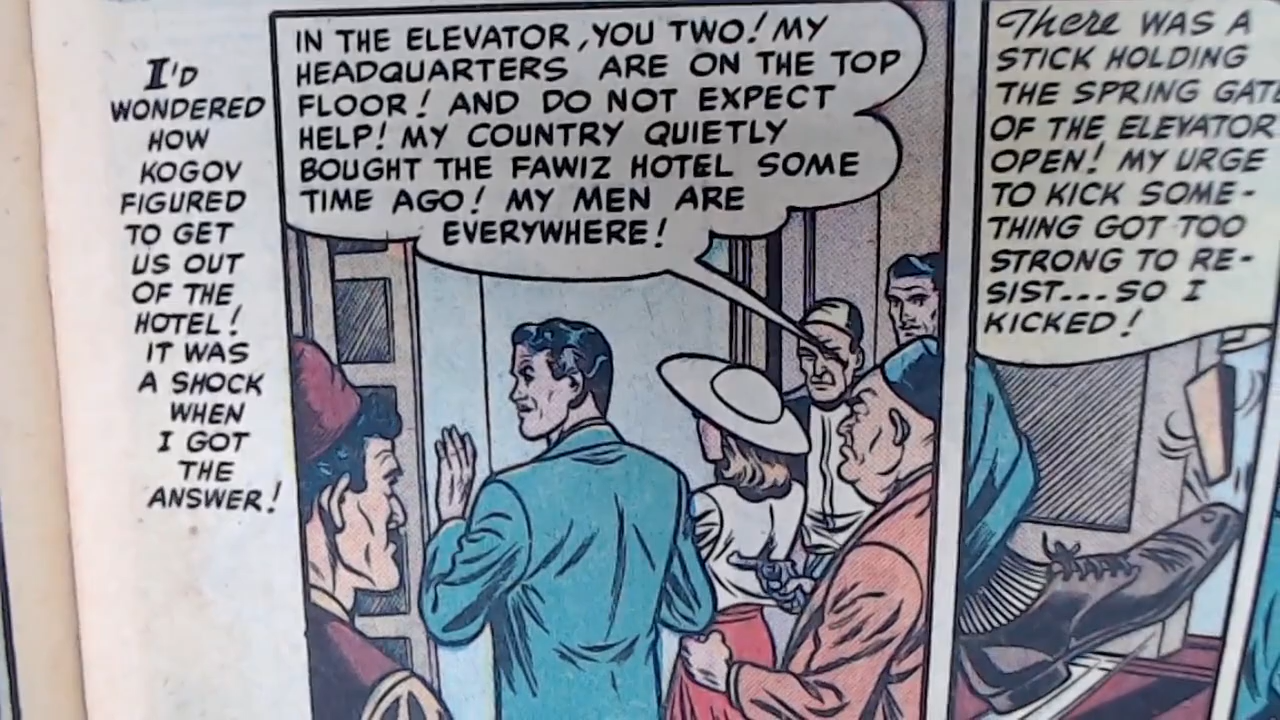 I'D
WONDERED
HOW
KOGOV
FIGURED
TO GET
US OUT
OF THE
HOTEL!
IT WAS
A SHOCK
WHEN
I GOT
THE
ANSWER!
IN THE ELEVATOR, YOU TWO! MY
HEADQUARTERS ARE ON THE TOP
FLOOR! AND DO NOT EXPECT
HELP! MY COUNTRY QUIETLY
BOUGHT THE FAWIZ HOTEL SOME
TIME AGO! MY MEN ARE
EVERYWHERE!
There WAS A
STICK HOLDING
THE SPRING GATE
OF THE ELEVATOR
OPEN! MY URGE
TO KICK SOME-
THING GOT TOO
STRONG TO RE-
SIST...SO I
KICKED!